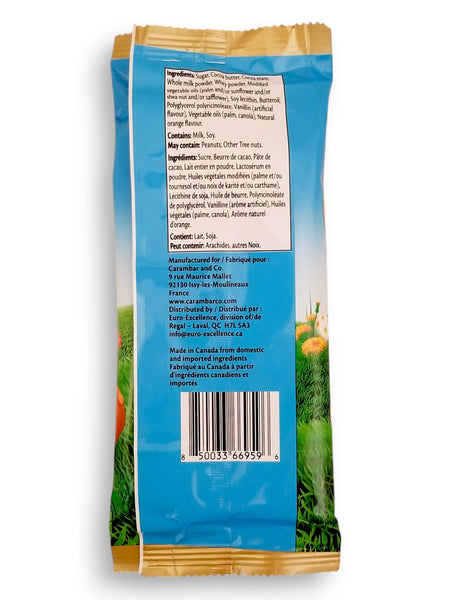 Ingredients: Sugar, Cocoa butter, Cocoa mass,
Whole milk powder, Whey powder, Modified
vegetable oils (palm and/or sunflower and/or
shea nut and/or safflower), Soy lecithin, Butteroil,
Polyglycerol polyricinoleate, Vanillin (artificial
flavour), Vegetable oils (palm, canola), Natural
orange flavour.
Contains: Milk, Soy.
May contain: Peanuts, Other Tree nuts.
Ingrédients: Sucre, Beurre de cacao, Pâte de
cacao, Lait entier en poudre, Lactosérum en
poudre, Huiles végétales modifiées (palme et/ou
tournesol et/ou noix de karité et/ou carthame),
Lécithine de soja, Huile de beurre, Polyricinoléate
de polyglycérol, Vanilline (arôme artificiel), Huiles
végétales (palme, canola), Arome naturel
d'orange.
Contient: Lait, Soja.
Peut contenir: Arachides, autres Noix.
Manufactured for / Fabriqué pour :
Carambar and Co.
9 rue Maurice Mallet
92130 Issy-les-Moulineaux
France
www.carambarco.com
Distributed by / Distribué par :
Euro-Excellence, division of/de
Regal – Laval, QC H7L 5A3
info@euro-excellence.ca
Made in Canada from domestic
and imported ingredients
Fabriqué au Canada à partir
d'ingrédients canadiens et
importés
8 50033 66959 6